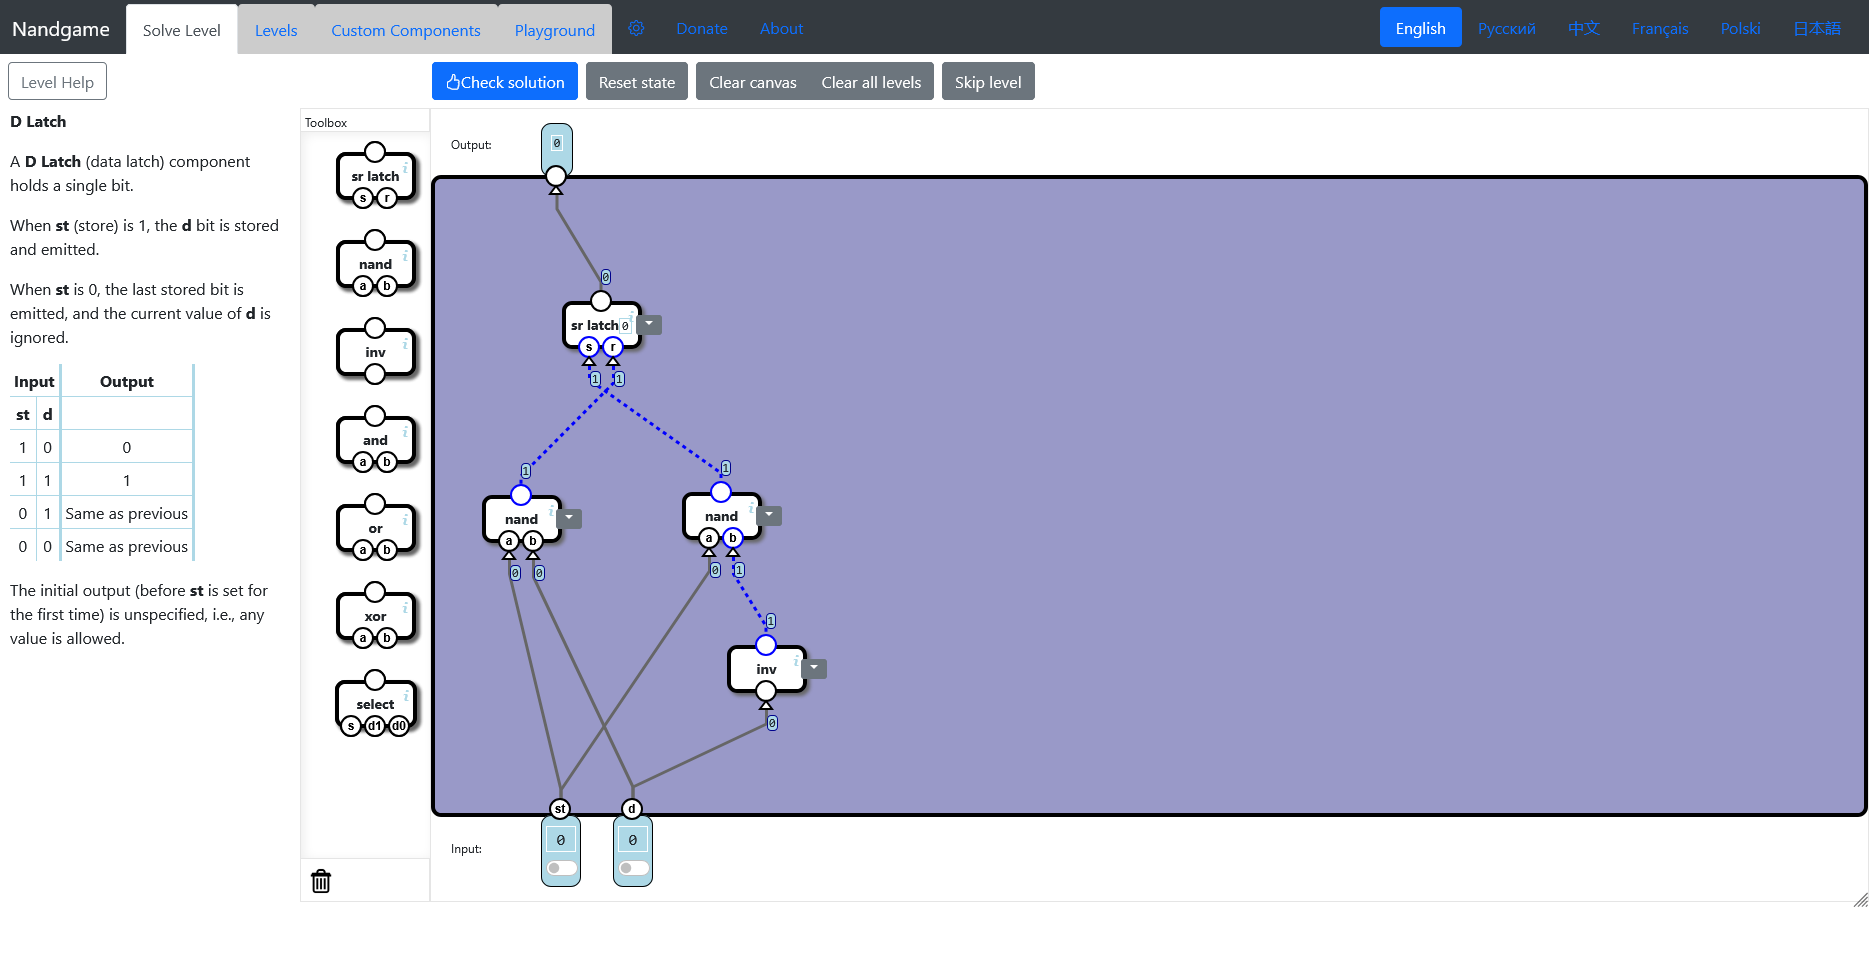 Nandgame
Solve Level
Levels
Custom Components
Playground
Donate
About
English
Русский
中文
Français
Polski
日本語
Level Help
Check solution
Reset state
Clear canvas
Clear all levels
Skip level
D Latch
A D Latch (data latch) component
holds a single bit.
When st (store) is 1, the d bit is stored
and emitted.
When st is 0, the last stored bit is
emitted, and the current value of d is
ignored.
Input Output
st d
1 0 0
1 1 1
0 1 Same as previous
0 0 Same as previous
The initial output (before st is set for
the first time) is unspecified, i.e., any
value is allowed.
Toolbox
sr latch i
s r
nand i
a b
inv i
and i
a b
or i
a b
xor i
a b
select i
s d1 d0
Output:
0
0
sr latch 0 i
s r
1 1
1
1
nand i
a b
0 0
nand i
a b
0 1
1
inv i
0
st d
Input:
0 0